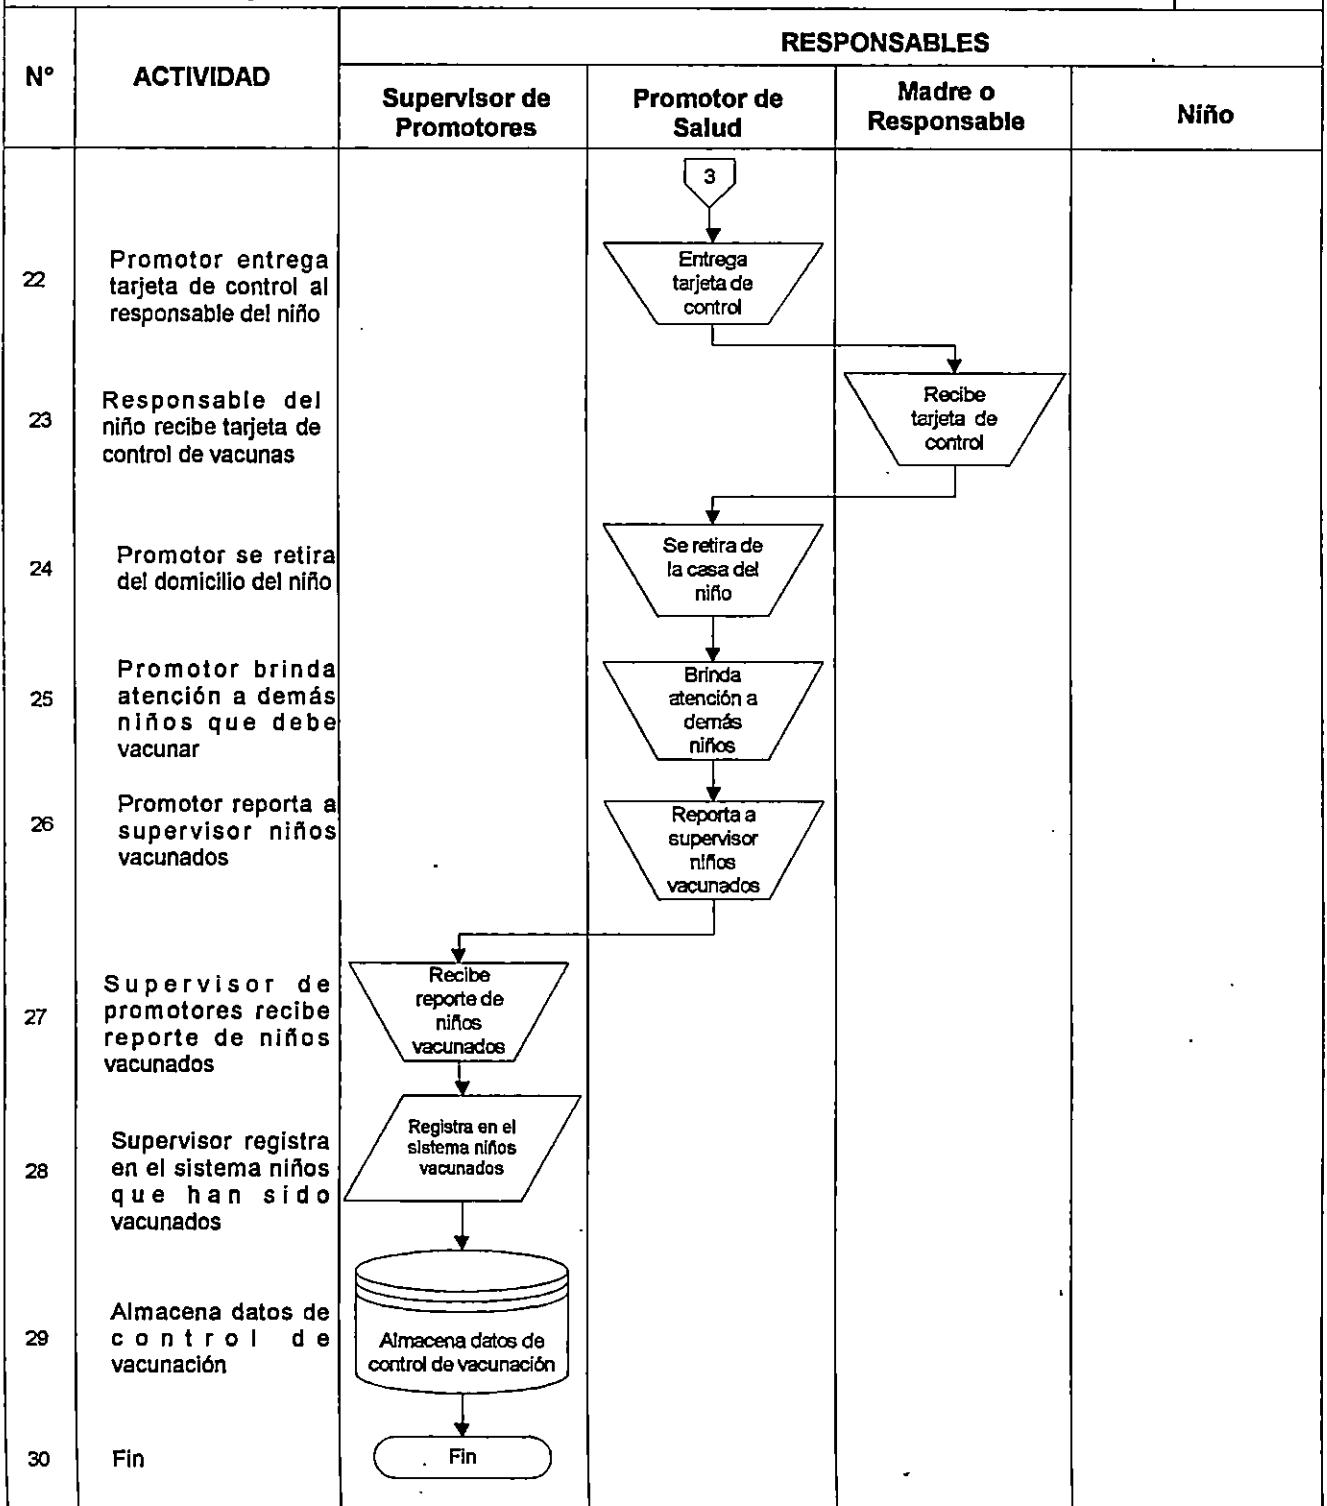 RESPONSABLES
Nº
ACTIVIDAD
Supervisor de
Promotores
Promotor de
Salud
Madre o
Responsable
Niño
3
22
Promotor entrega
tarjeta de control al
responsable del niño
Entrega
tarjeta de
control
23
Responsable del
niño recibe tarjeta de
control de vacunas
Recibe
tarjeta de
control
24
Promotor se retira
del domicilio del niño
Se retira de
la casa del
niño
25
Promotor brinda
atención a demás
niños que debe
vacunar
Brinda
atención a
demás
niños
26
Promotor reporta a
supervisor niños
vacunados
Reporta a
supervisor
niños
vacunados
27
Supervisor de
promotores recibe
reporte de niños
vacunados
Recibe
reporte de
niños
vacunados
28
Supervisor registra
en el sistema niños
que han sido
vacunados
Registra en el
sistema niños
vacunados
29
Almacena datos de
control de
vacunación
Almacena datos de
control de vacunación
30
Fin
Fin